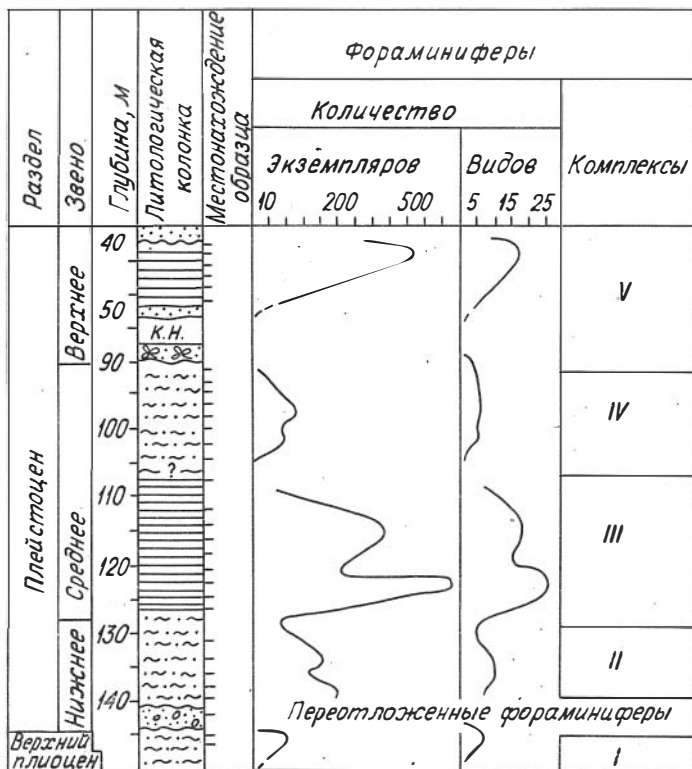 Раздел
Звено
Глубина, м
Литологическая
колонка
Местонахождение
образца
Фораминиферы
Количество
Экземпляров
Видов
Комплексы
10 200 500
5 15 25
Плейстоцен
Верхнее
Среднее
Нижнее
Верхний
плиоцен
40
50
90
100
110
120
130
140
К.Н.
?
V
IV
III
II
Переотложенные фораминиферы
I